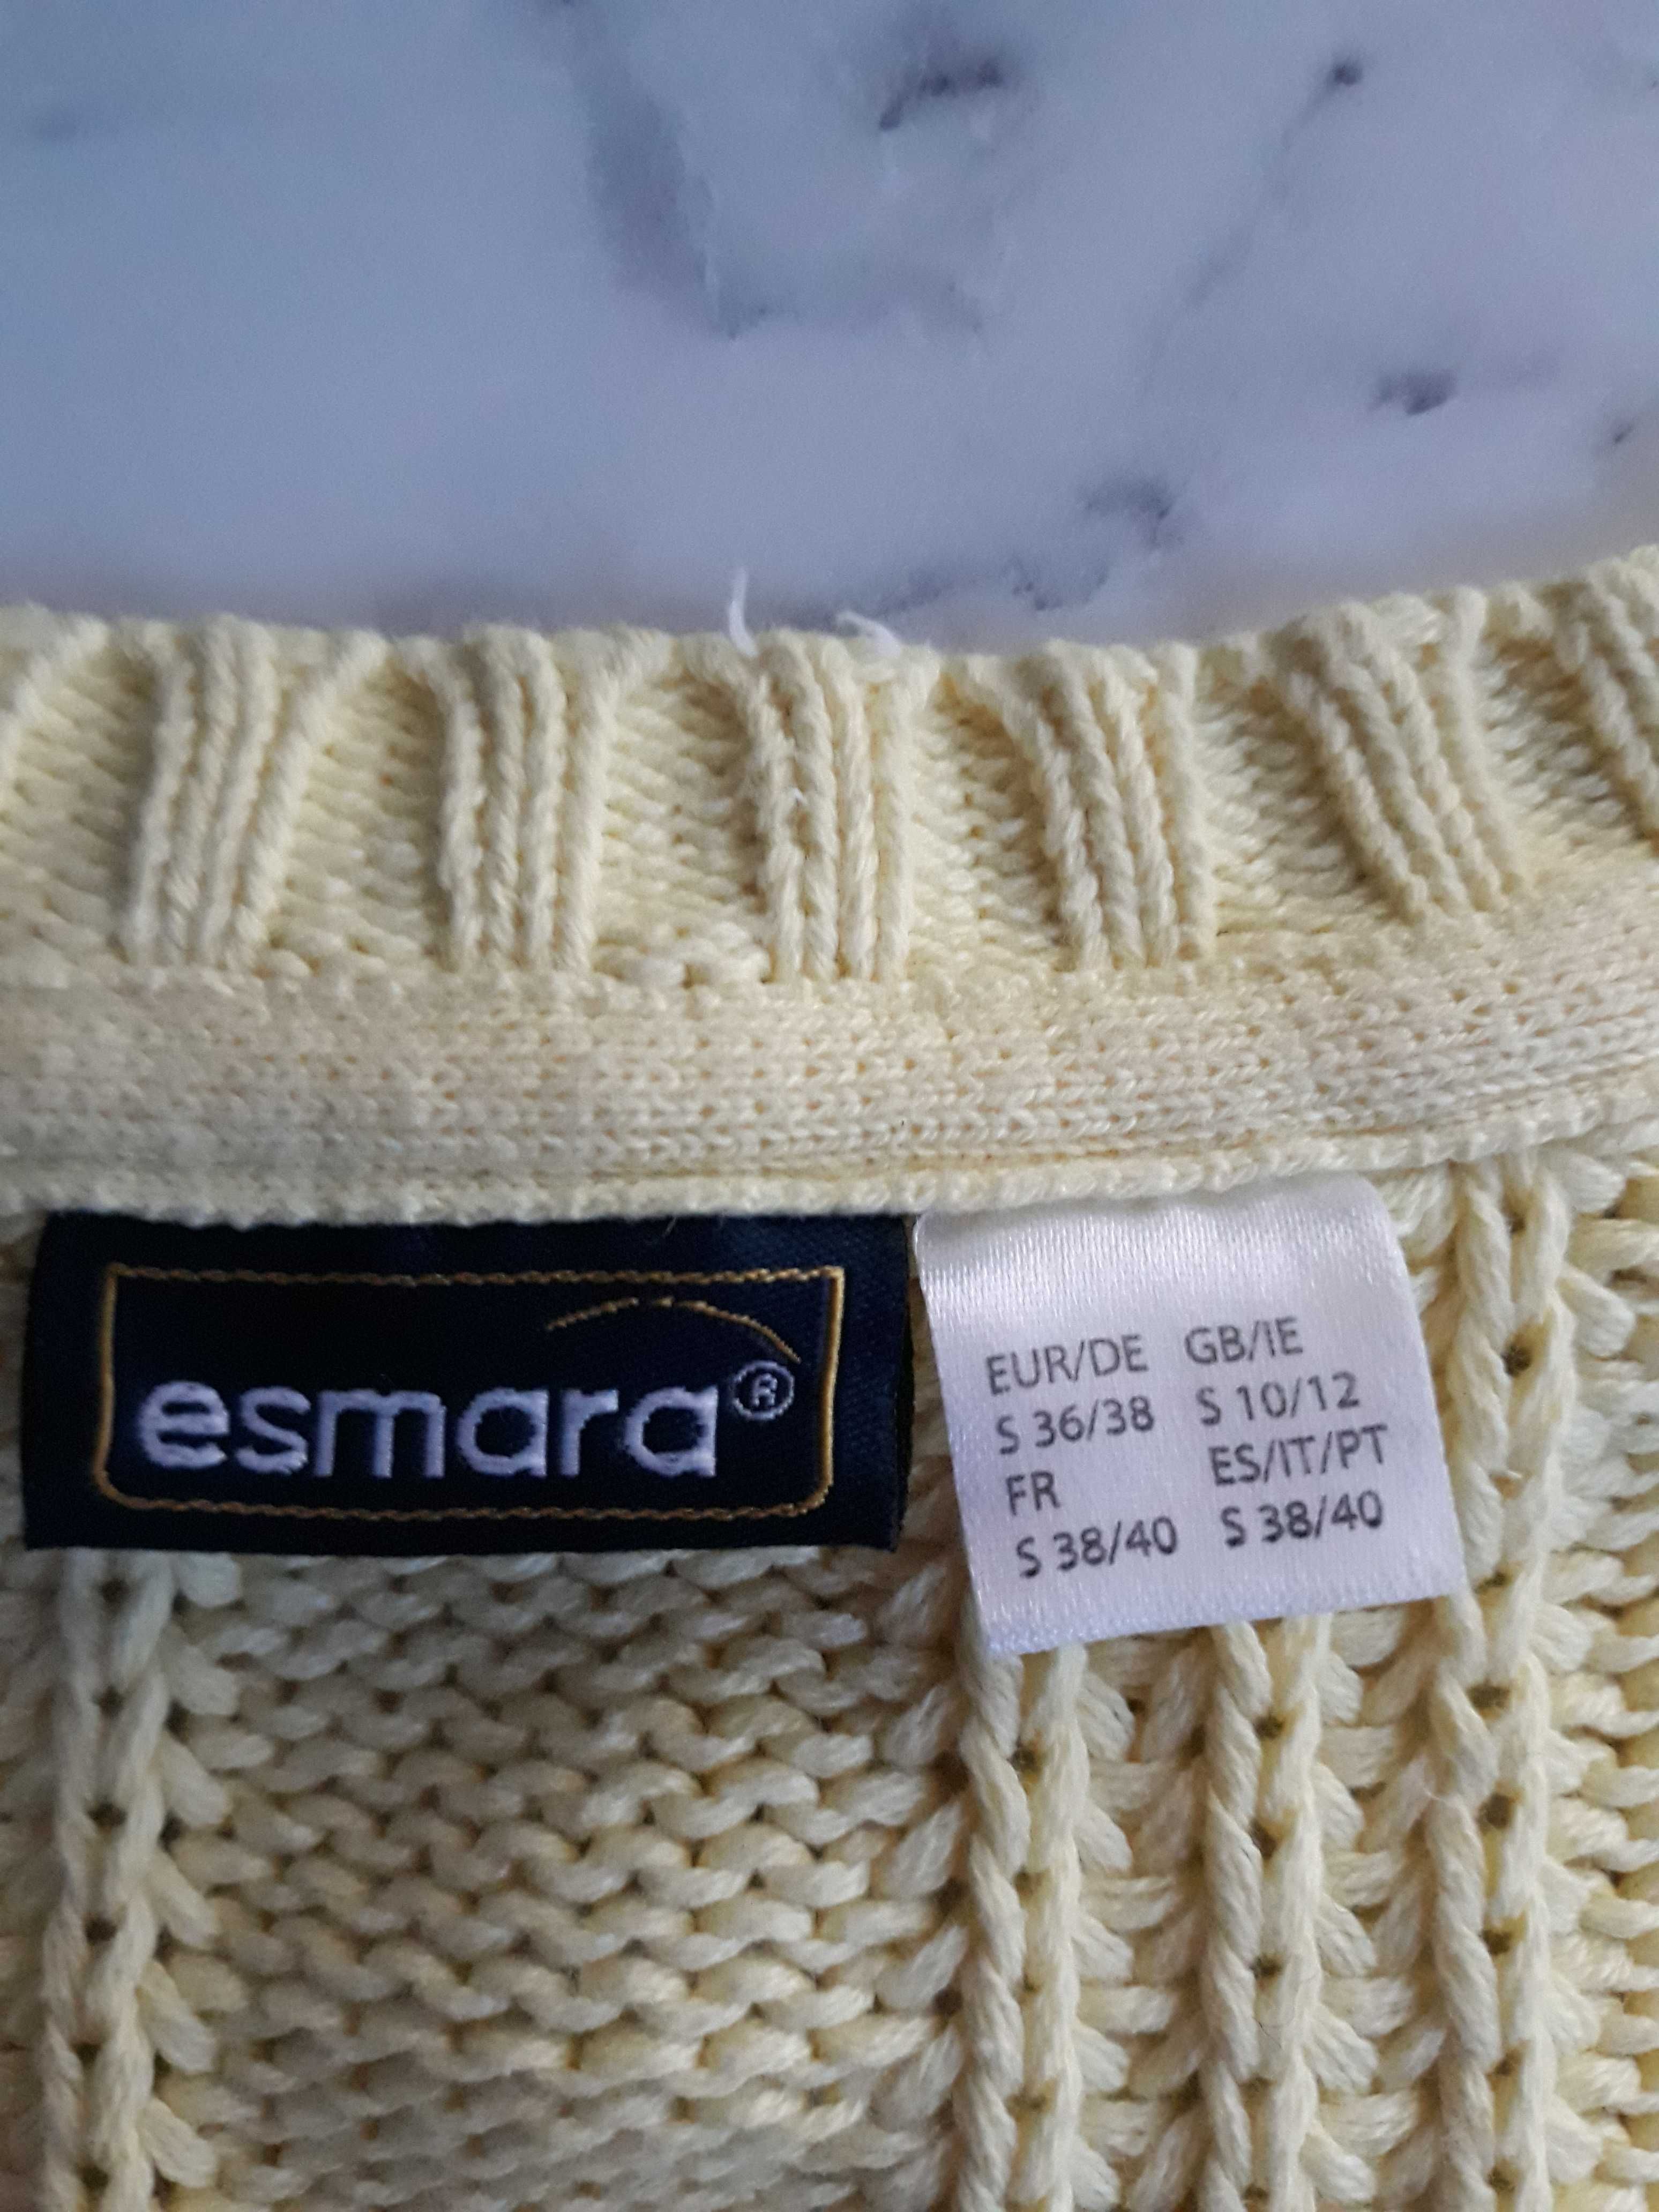 esmara®
EUR/DE GB/IE
S 36/38 S 10/12
FR ES/IT/PT
S 38/40 S 38/40